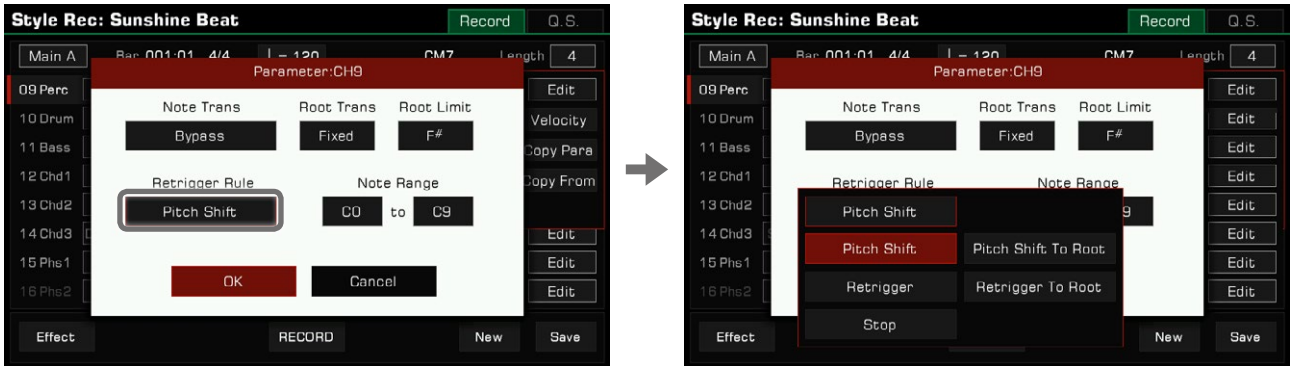 Style Rec: Sunshine Beat Record Q.S.
Main A Bar 001:01 4/4 = 120 CM7 Length 4
Parameter:CH9
09 Perc Edit
Note Trans Root Trans Root Limit
10 Drum Velocity
Bypass Fixed F#
11 Bass Copy Para
12 Chd1 Copy From
Retrigger Rule Note Range
13 Chd2
Pitch Shift C0 to C9
14 Chd3 Edit
15 Phs1 Edit
OK Cancel
16 Phs2 Edit
Effect RECORD New Save
Style Rec: Sunshine Beat Record Q.S.
Main A Bar 001:01 4/4 = 120 CM7 Length 4
Parameter:CH9
09 Perc Edit
Note Trans Root Trans Root Limit
10 Drum Edit
Bypass Fixed F#
11 Bass Edit
12 Chd1 Edit
Retrigger Rule Note Range
13 Chd2 Edit
Pitch Shift 9
14 Chd3 Edit
Pitch Shift Pitch Shift To Root
15 Phs1 Edit
Retrigger Retrigger To Root
16 Phs2 Edit
Stop
Effect New Save